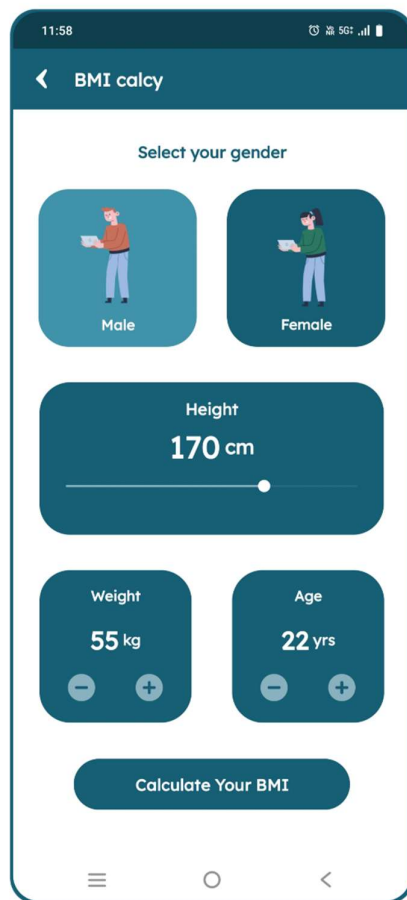 11:58 5G
BMI calcy
Select your gender
Male Female
Height
170 cm
Weight Age
55 kg 22 yrs
Calculate Your BMI